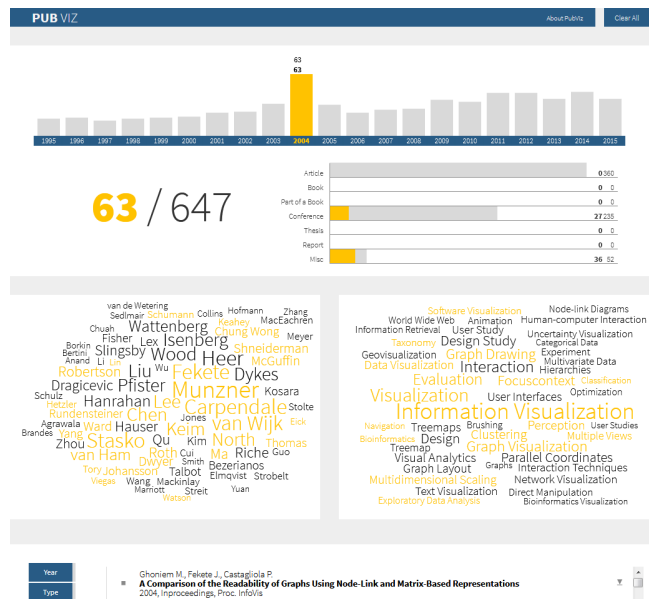 PUB VIZ About PubViz Clear All
63
63
1995 1996 1997 1998 1999 2000 2001 2002 2003 2004 2005 2006 2007 2008 2009 2010 2011 2012 2013 2014 2015
63 / 647
Article 0 360
Book 0 0
Part of a Book 0 0
Conference 27 235
Thesis 0 0
Report 0 0
Misc 36 52
van de Wetering
Sedlmair Schumann Collins Hofmann Zhang
Chuah Wattenberg Keahey Chung Wong MacEachren
Borkin Fisher Lex Isenberg Shneiderman Meyer
Bertini Slingsby Wood Heer McGuffin
Anand Li Lin
Robertson Liu Wu Fekete Dykes
Dragicevic Pfister Munzner Kosara
Schulz Hanrahan Lee Carpendale Stolte
Hetzler
Rundensteiner Chen Jones van Wijk Eick
Agrawala Ward Hauser Keim
Brandes Yang Zhou Stasko Qu Kim North Thomas
van Ham Roth Cui Ma Riche Guo
Tory Johansson Dwyer Smith Bezerianos
Viegas Wang Talbot Mackinlay Elmqvist Strobelt
Marriott Streit Yuan
Watson
Software Visualization Node-link Diagrams
World Wide Web Animation Human-computer Interaction
Information Retrieval User Study Uncertainty Visualization
Taxonomy Design Study Categorical Data
Geovisualization Graph Drawing Experiment
Data Visualization Interaction Multivariate Data
Hierarchies
Evaluation Focuscontext Classification
Visualization User Interfaces Optimization
Information Visualization
Navigation Treemaps Brushing Perception User Studies
Bioinformatics Design Clustering Multiple Views
Treemap Graph Visualization
Visual Analytics Parallel Coordinates
Graph Layout Graphs Interaction Techniques
Multidimensional Scaling Network Visualization
Text Visualization Direct Manipulation
Exploratory Data Analysis Bioinformatics Visualization
Year
Type
Ghoniem M., Fekete J., Castagliola P.
A Comparison of the Readability of Graphs Using Node-Link and Matrix-Based Representations
2004, Inproceedings, Proc. InfoVis